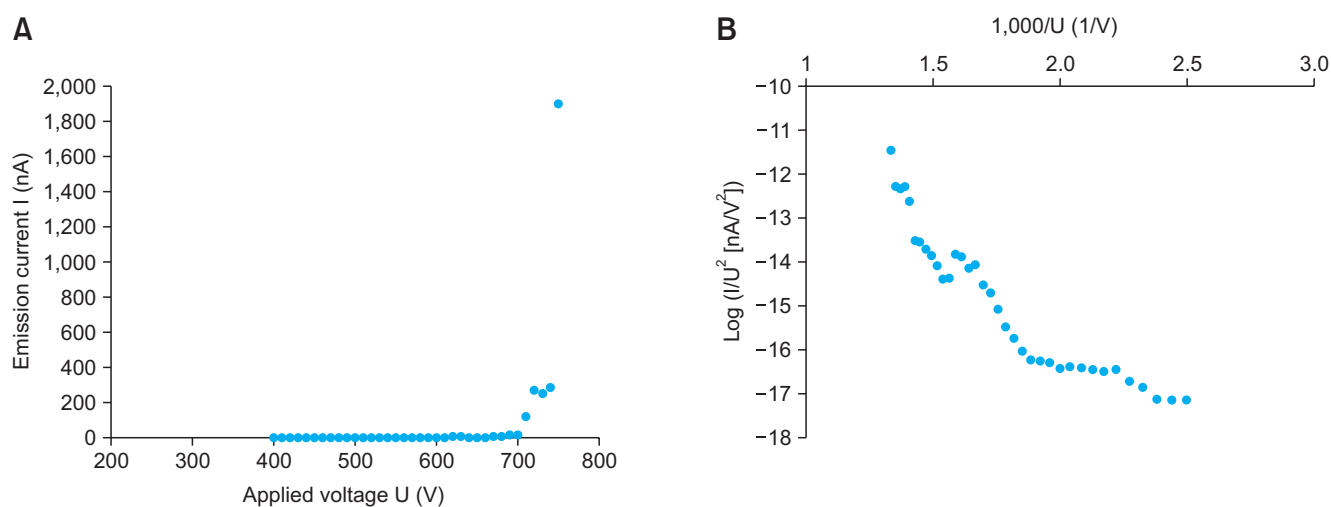 A
2,000
1,800
1,600
1,400
1,200
1,000
800
600
400
200
0
Emission current I (nA)
200 300 400 500 600 700 800
Applied voltage U (V)
B
1,000/U (1/V)
1 1.5 2.0 2.5 3.0
−10
−11
−12
−13
−14
−15
−16
−17
−18
Log (I/U² [nA/V²])